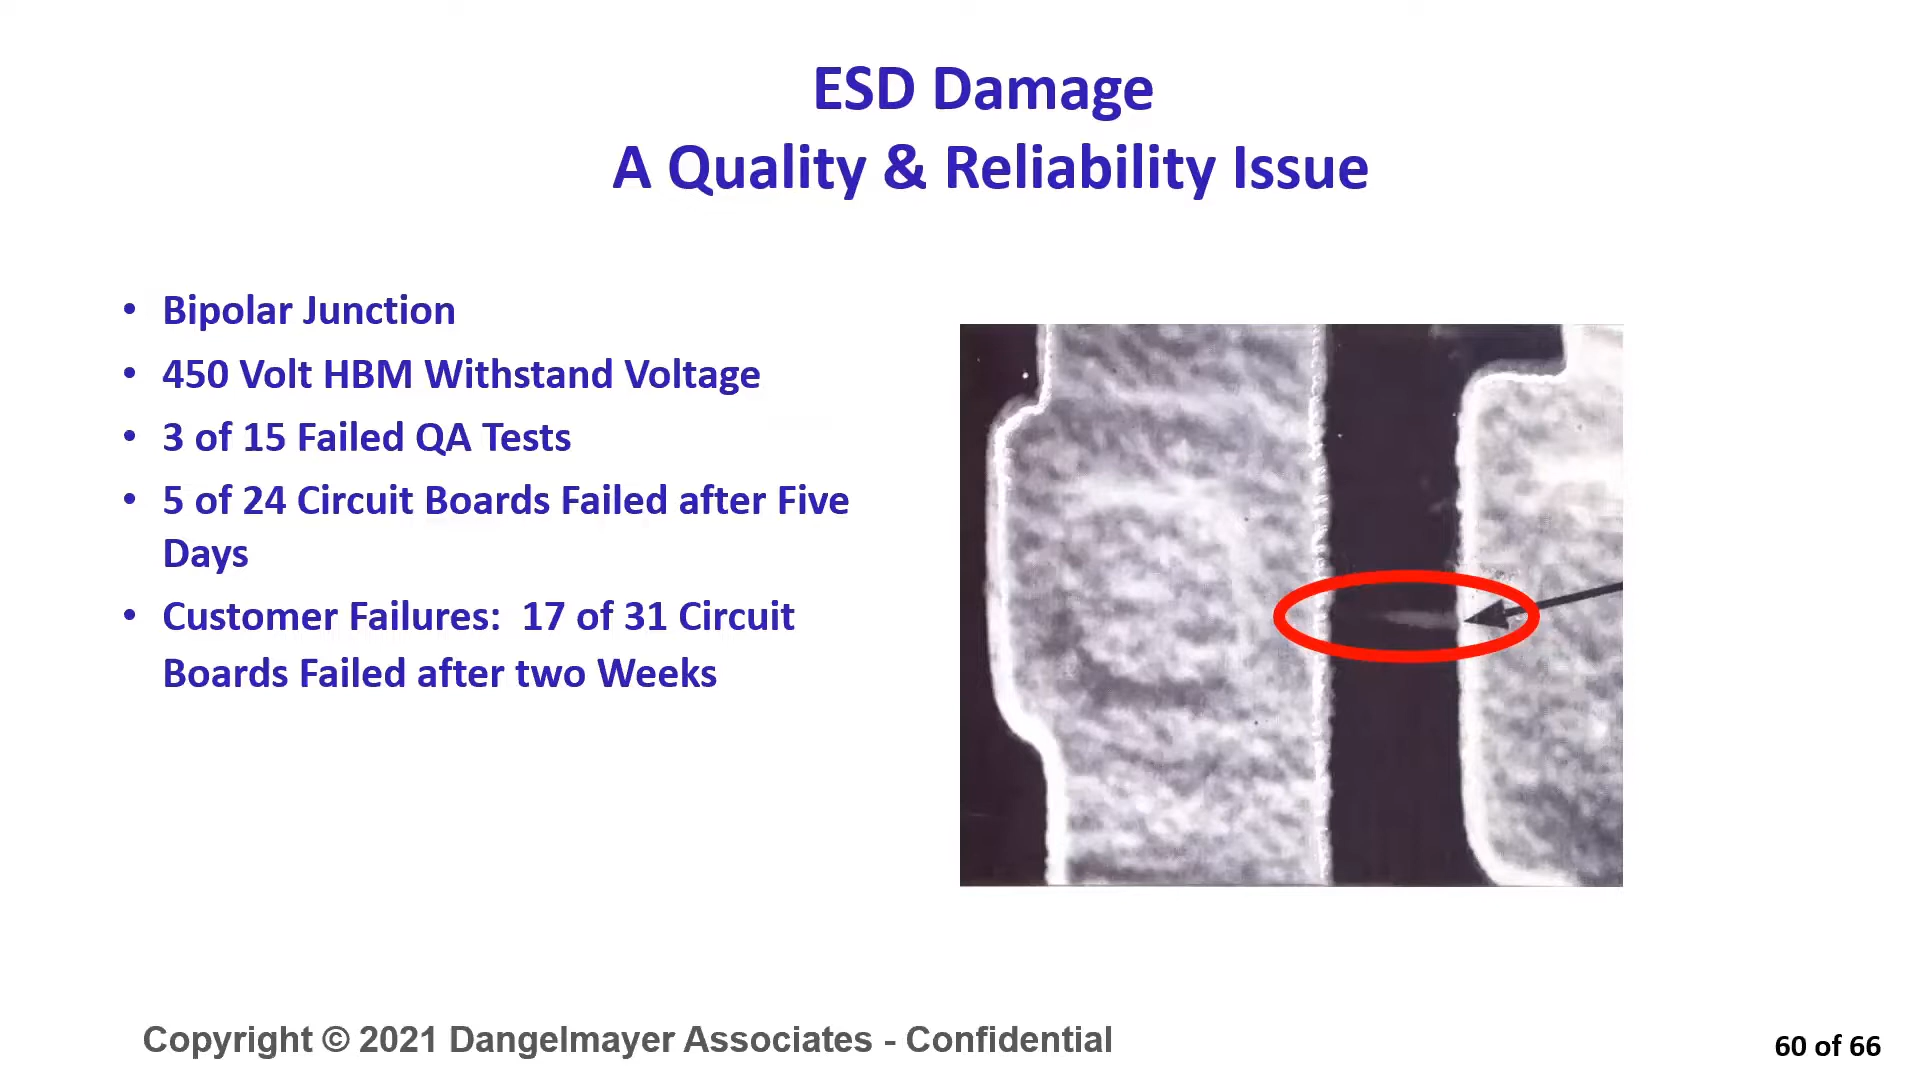 ESD Damage
A Quality & Reliability Issue
• Bipolar Junction
• 450 Volt HBM Withstand Voltage
• 3 of 15 Failed QA Tests
• 5 of 24 Circuit Boards Failed after Five
Days
• Customer Failures:  17 of 31 Circuit
Boards Failed after two Weeks
Copyright © 2021 Dangelmayer Associates - Confidential
60 of 66